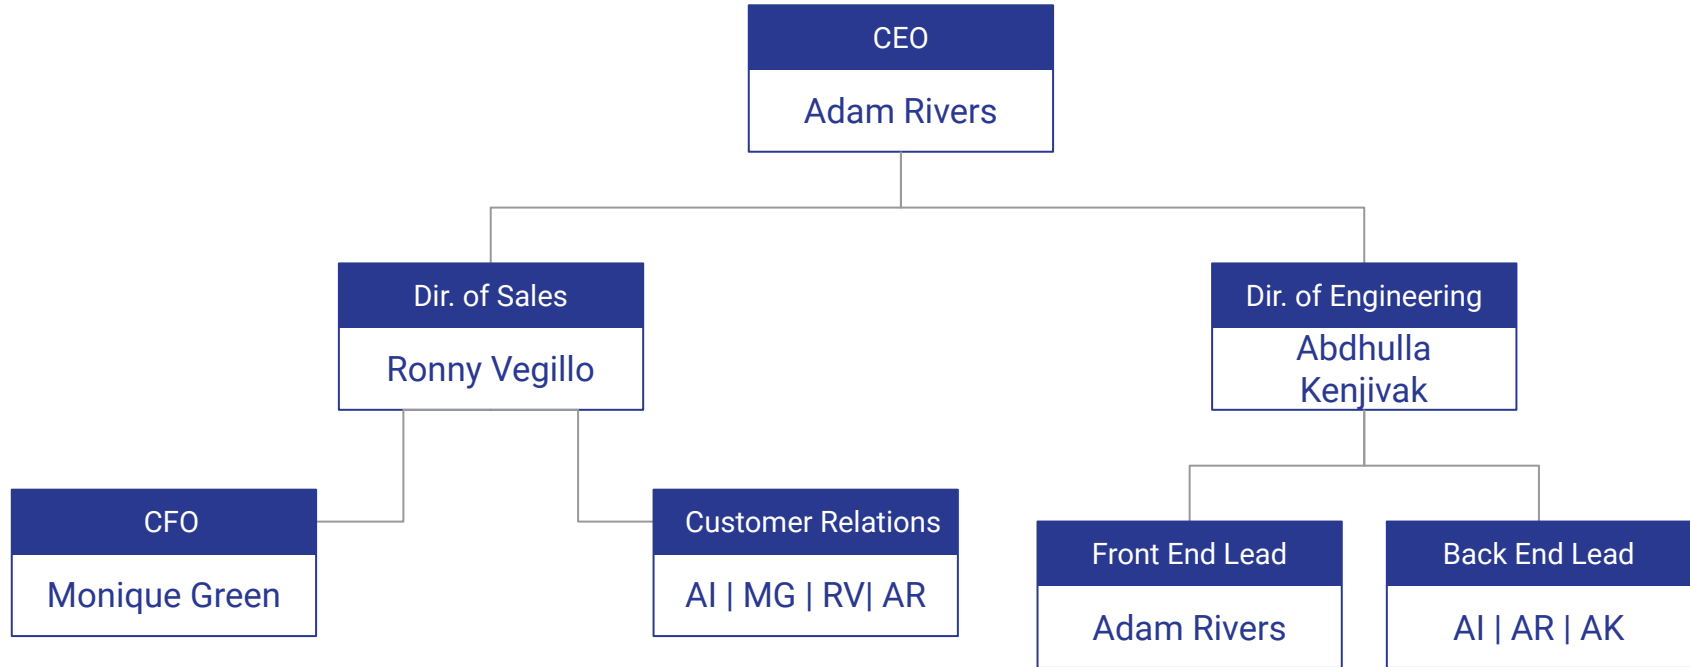 CEO
Adam Rivers
Dir. of Sales
Ronny Vegillo
Dir. of Engineering
Abdhulla
Kenjivak
CFO
Monique Green
Customer Relations
AI | MG | RV| AR
Front End Lead
Adam Rivers
Back End Lead
AI | AR | AK